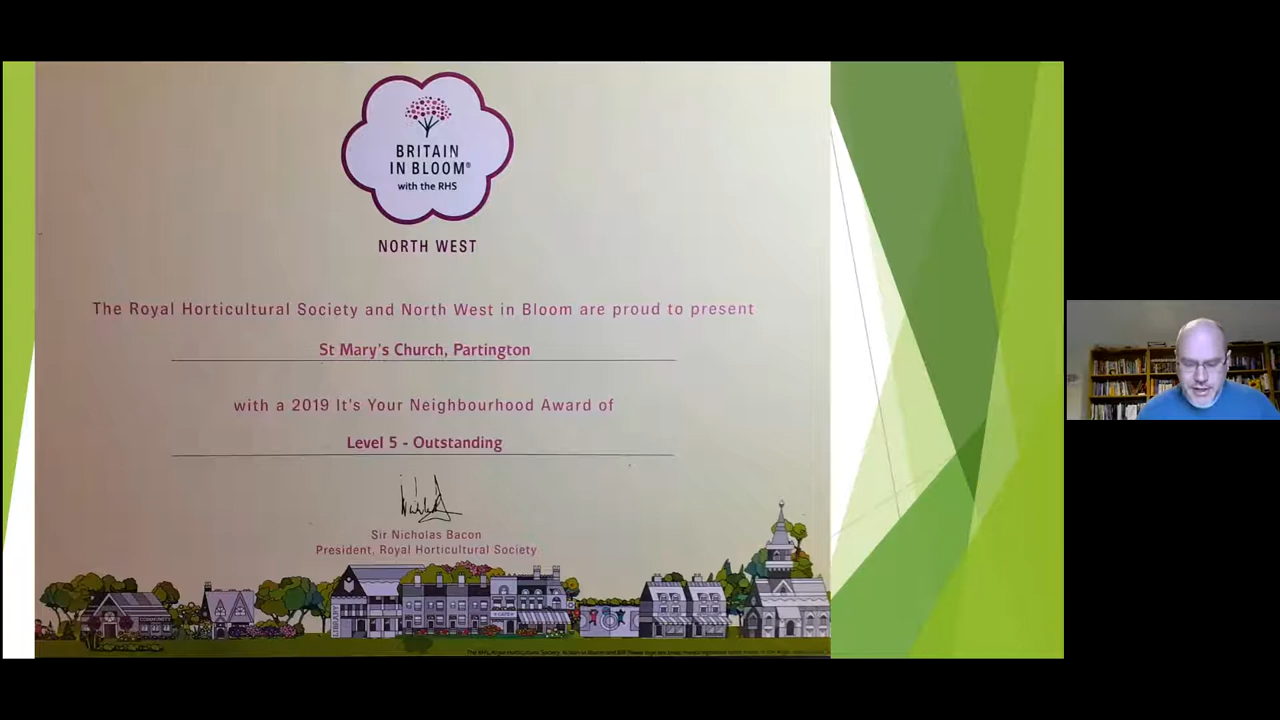 BRITAIN
IN BLOOM®
with the RHS
NORTH WEST
The Royal Horticultural Society and North West in Bloom are proud to present
St Mary's Church, Partington
with a 2019 It's Your Neighbourhood Award of
Level 5 - Outstanding
Sir Nicholas Bacon
President, Royal Horticultural Society
COMMUNITY
CAFE